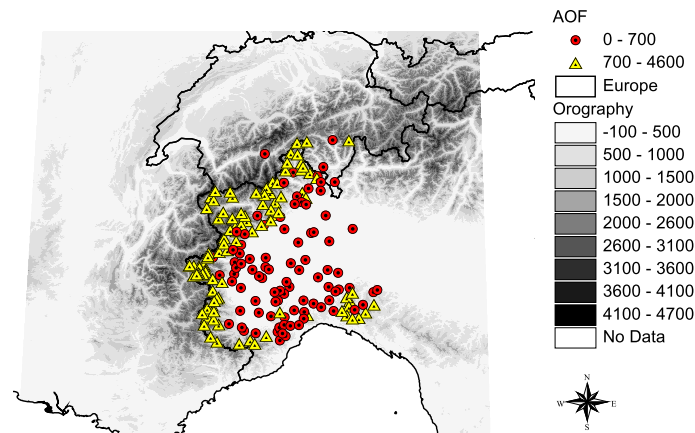 AOF
0 - 700
700 - 4600
Europe
Orography
-100 - 500
500 - 1000
1000 - 1500
1500 - 2000
2000 - 2600
2600 - 3100
3100 - 3600
3600 - 4100
4100 - 4700
No Data
N
W E
S